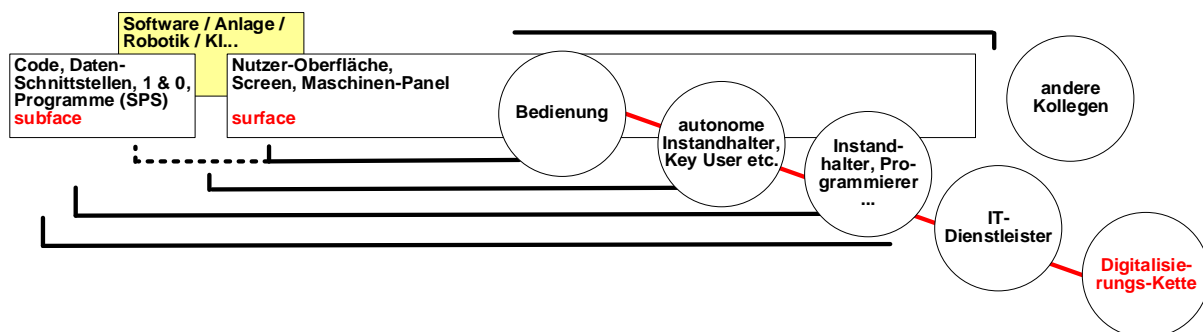 Software / Anlage /
Robotik / KI...
Code, Daten-
Schnittstellen, 1 & 0,
Programme (SPS)
subface
Nutzer-Oberfläche,
Screen, Maschinen-Panel
surface
Bedienung
autonome
Instandhalter,
Key User etc.
Instand-
halter, Pro-
grammierer
...
IT-
Dienstleister
Digitalisie-
rungs-Kette
andere
Kollegen